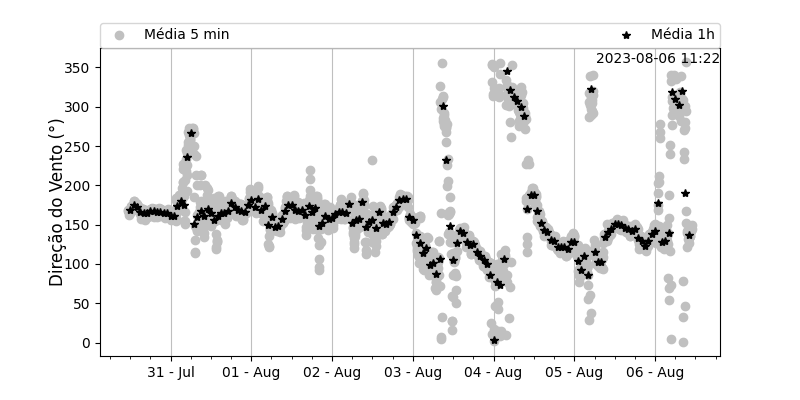 Média 5 min
Média 1h
2023-08-06 11:22
Direção do Vento (°)
350
300
250
200
150
100
50
0
31 - Jul
01 - Aug
02 - Aug
03 - Aug
04 - Aug
05 - Aug
06 - Aug